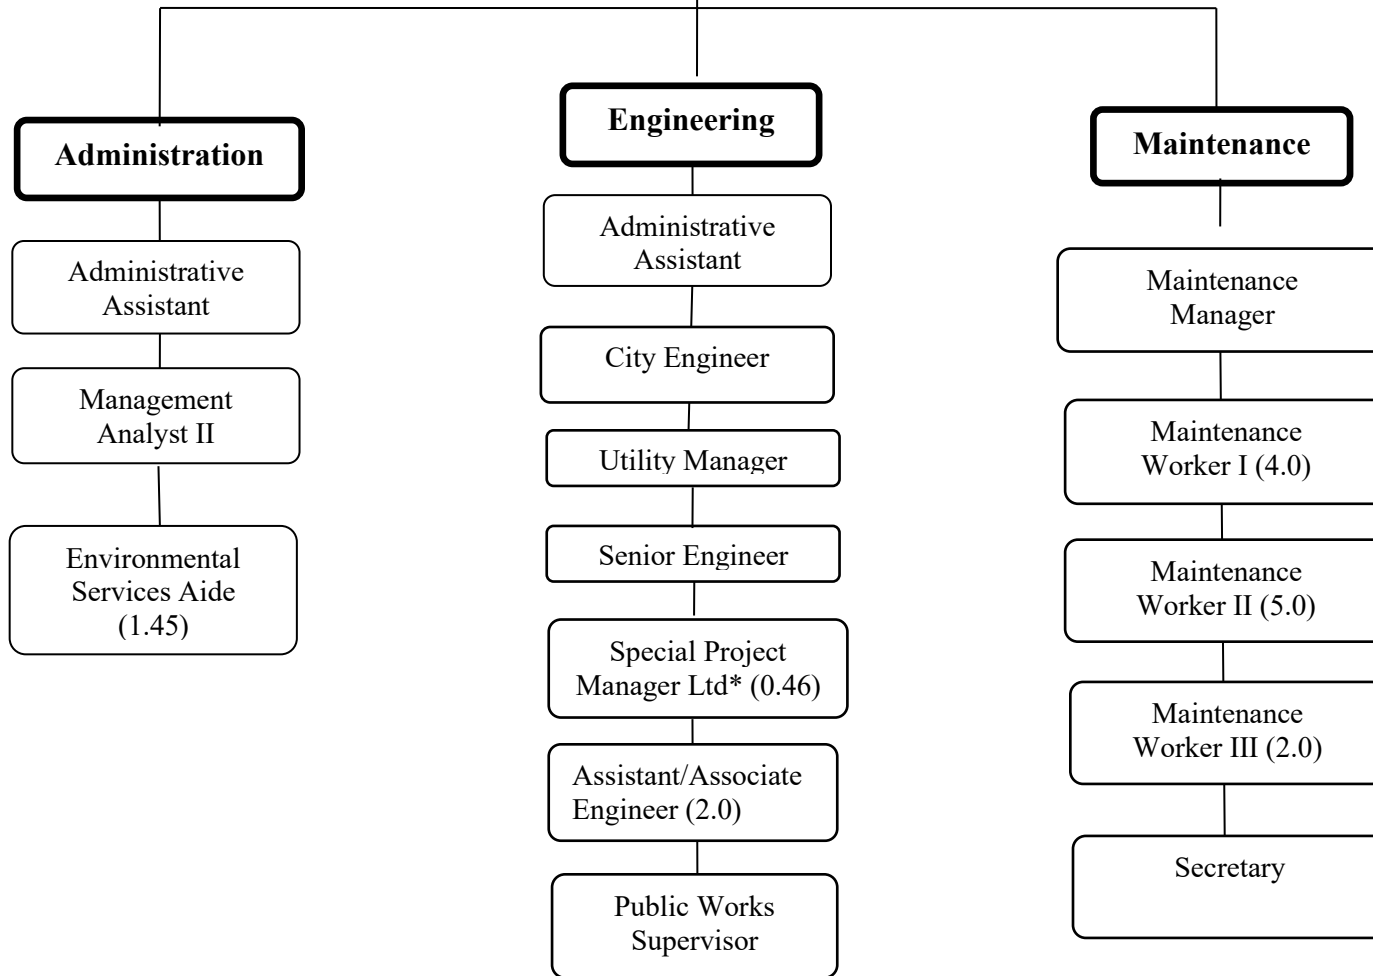 Administration
Administrative
Assistant
Management
Analyst II
Environmental
Services Aide
(1.45)
Engineering
Administrative
Assistant
City Engineer
Utility Manager
Senior Engineer
Special Project
Manager Ltd* (0.46)
Assistant/Associate
Engineer (2.0)
Public Works
Supervisor
Maintenance
Maintenance
Manager
Maintenance
Worker I (4.0)
Maintenance
Worker II (5.0)
Maintenance
Worker III (2.0)
Secretary